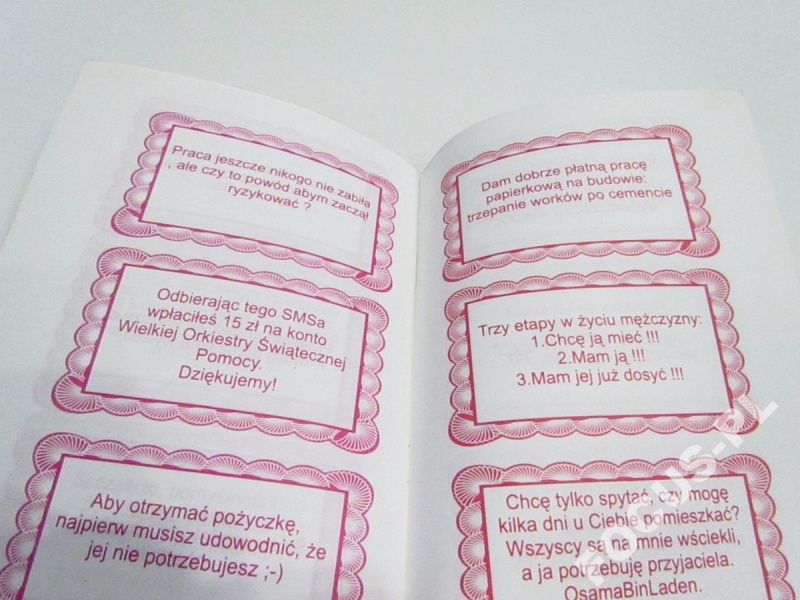 Praca jeszcze nikogo nie zabiła
, ale czy to powód abym zaczął
ryzykować ?
Odbierając tego SMSa
wpłaciłeś 15 zł na konto
Wielkiej Orkiestry Świątecznej
Pomocy.
Dziękujemy!
Aby otrzymać pożyczkę,
najpierw musisz udowodnić, że
jej nie potrzebujesz ;-)
Dam dobrze płatną pracę
papierkową na budowie:
trzepanie worków po cemencie
Trzy etapy w życiu mężczyzny:
1.Chcę ją mieć !!!
2.Mam ją !!!
3.Mam jej już dosyć !!!
Chcę tylko spytać, czy mogę
kilka dni u Ciebie pomieszkać?
Wszyscy są na mnie wściekli,
a ja potrzebuję przyjaciela.
OsamaBinLaden.
FOCUS-PL